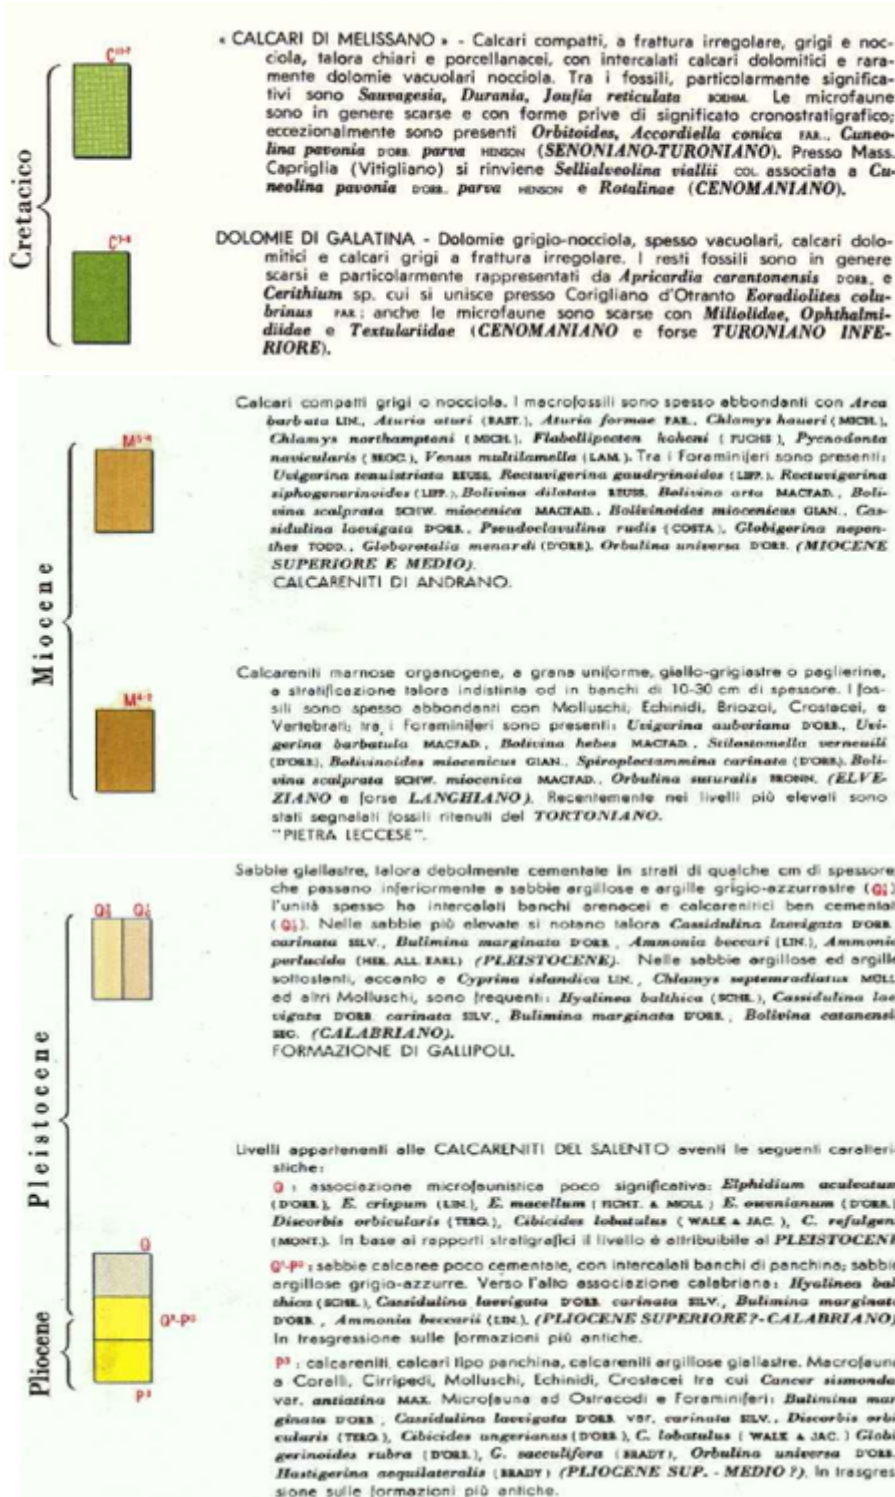 Cretacico
C¹¹⁻⁷
« CALCARI DI MELISSANO » - Calcari compatti, a frattura irregolare, grigi e noc-
ciola, talora chiari e porcellanacei, con intercalati calcari dolomitici e rara-
mente dolomie vacuolari nocciola. Tra i fossili, particolarmente significa-
tivi sono Sauvagesia, Durania, Joufia reticulata BOEHM. Le microfaune
sono in genere scarse e con forme prive di significato cronostratigrafico;
eccezionalmente sono presenti Orbitoides, Accordiella conica FAR., Cuneo-
lina pavonia D'ORB. parva HENSON (SENONIANO-TURONIANO). Presso Mass.
Capriglia (Vitigliano) si rinviene Sellialveolina viallii COL. associata a Cu-
neolina pavonia D'ORB. parva HENSON e Rotalinae (CENOMANIANO).
DOLOMIE DI GALATINA - Dolomie grigio-nocciola, spesso vacuolari, calcari dolo-
mitici e calcari grigi a frattura irregolare. I resti fossili sono in genere
scarsi e particolarmente rappresentati da Apricardia carantonensis D'ORB. e
Cerithium sp. cui si unisce presso Corigliano d'Otranto Eoradiolites colu-
brinus PAR.; anche le microfaune sono scarse con Miliolidae, Ophthalmi-
diidae e Textulariidae (CENOMANIANO e forse TURONIANO INFE-
RIORE).
Miocene
Calcari compatti grigi o nocciola. I macrofossili sono spesso abbondanti con Arca
barbata LIN., Aturia aturi (BAST.), Aturia formae PAR., Chlamys haueri (MICH.),
Chlamys northamptoni (MICH.), Flabellipecten koheni (FUCHS), Pycnodonta
navicularis (BROC.), Venus multilamella (LAM.). Tra i Foraminiferi sono presenti:
Uvigerina tenuistriata REUSS, Rectuvigerina gaudryinoides (LIPP.), Rectuvigerina
siphogenerinoides (LIPP.), Bolivina dilatata REUSS, Bolivina arta MACFAD., Boli-
vina scalprata SCHW. miocenica MACFAD., Bolivinoides miocenicus GIAN., Cas-
sidulina laevigata D'ORB., Pseudoclavulina rudis (COSTA), Globigerina nepen-
thes TODD., Globorotalia menardi (D'ORB), Orbulina universa D'ORB. (MIOCENE
SUPERIORE E MEDIO).
CALCARENITI DI ANDRANO.
Calcareniti marnose organogene, a grana uniforme, giallo-grigiastre o paglierine,
a stratificazione talora indistinta od in banchi di 10-30 cm di spessore. I fos-
sili sono spesso abbondanti con Molluschi, Echinidi, Briozoi, Crostacei, e
Vertebrati; tra i Foraminiferi sono presenti: Uvigerina auberiana D'ORB., Uvi-
gerina barbatula MACFAD., Bolivina hebes MACFAD., Stilostomella verneuili
(D'ORB), Bolivinoides miocenicus GIAN., Spiroplectammina carinata (D'ORB), Boli-
vina scalprata SCHW. miocenica MACFAD., Orbulina suturalis BRONN. (ELVE-
ZIANO e forse LANGHIANO). Recentemente nei livelli più elevati sono
stati segnalati fossili ritenuti del TORTONIANO.
"PIETRA LECCESE".
Pleistocene
Sabbie giallastre, talora debolmente cementate in strati di qualche cm di spessore
che passano inferiormente a sabbie argillose e argille grigio-azzurrastre
l'unità spesso ha intercalati banchi arenacei e calcarenitici ben cementat
Nelle sabbie più elevate si notano talora Cassidulina laevigata D'ORB.
carinata SILV., Bulimina marginata D'ORB., Ammonia beccari (LIN.), Ammonia
perlucida (HER. ALL. EARL) (PLEISTOCENE). Nelle sabbie argillose ed argille
sottostanti, accanto a Cyprina islandica LIN., Chlamys septemradiatus MÜLL
ed altri Molluschi, sono frequenti: Hyalinea balthica (SCHR.), Cassidulina lae
vigata D'ORB. carinata SILV., Bulimina marginata D'ORB., Bolivina catanensi
SEG. (CALABRIANO).
FORMAZIONE DI GALLIPOLI.
Livelli appartenenti alle CALCARENITI DEL SALENTO aventi le seguenti caratteri-
stiche:
Q : associazione microfaunistica poco significativa: Elphidium aculeatum
(D'ORB.), E. crispum (LIN.), E. macellum (FICHT. & MOLL) E. owenianum (D'ORB.)
Discorbis orbicularis (TERQ.), Cibicides lobatulus (WALK & JAC.), C. refulgen
(MONT.). In base ai rapporti stratigrafici il livello è attribuibile al PLEISTOCENE
Q¹-P³ : sabbie calcaree poco cementate, con intercalati banchi di panchina; sabbie
argillose grigio-azzurre. Verso l'alto associazione calabriana: Hyalinea bal
thica (SCHR.), Cassidulina laevigata D'ORB. carinata SILV., Bulimina marginata
D'ORB., Ammonia beccarii (LIN.), (PLIOCENE SUPERIORE?-CALABRIANO)
In trasgressione sulle formazioni più antiche.
Pliocene
Q
Q¹-P³
P³
P³ : calcareniti, calcari tipo panchina, calcareniti argillose giallastre. Macrofauna
a Coralli, Cirripedi, Molluschi, Echinidi, Crostacei tra cui Cancer sismondai
var. antiatina MAX. Microfauna ad Ostracodi e Foraminiferi: Bulimina mar
ginata D'ORB., Cassidulina laevigata D'ORB. var. carinata SILV., Discorbis orbi
cularis (TERQ.), Cibicides ungerianus (D'ORB), C. lobatulus (WALK & JAC.) Globi
gerinoides rubra (D'ORB.), G. sacculifera (BRADY), Orbulina universa D'ORB.
Hastigerina aequilateralis (BRADY) (PLIOCENE SUP. - MEDIO?). In trasgres
sione sulle formazioni più antiche.